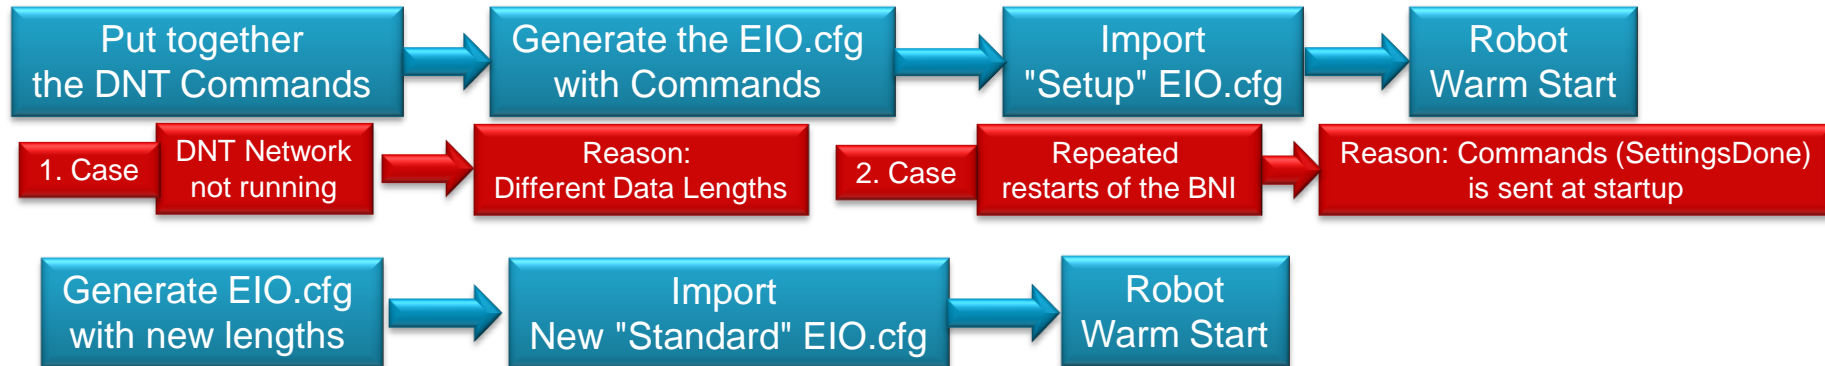 Put together
the DNT Commands
Generate the EIO.cfg
with Commands
Import
"Setup" EIO.cfg
Robot
Warm Start
1. Case
DNT Network
not running
Reason:
Different Data Lengths
2. Case
Repeated
restarts of the BNI
Reason: Commands (SettingsDone)
is sent at startup
Generate EIO.cfg
with new lengths
Import
New "Standard" EIO.cfg
Robot
Warm Start